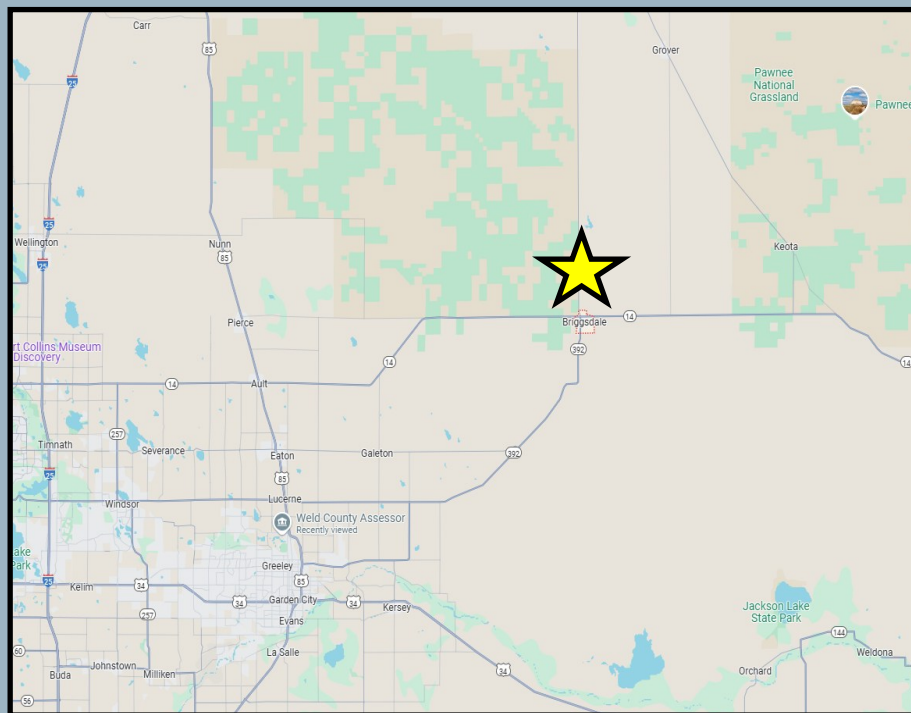 Carr
85
Grover
25
Pawnee
National
Grassland
Pawnee
25
Wellington
Nunn
Keota
25
85
Pierce
Briggsdale
14
rt Collins Museum
Discovery
392
14
14
14
Ault
257
Timnath
Severance
Eaton
Galeton
392
25
85
Windsor
Lucerne
Weld County Assessor
Recently viewed
ake
Park
Greeley
25
Kelim
34
85
34
Garden City
34
Kersey
257
Evans
Jackson Lake
State Park
144
60
La Salle
Weldona
Johnstown
34
Orchard
Buda
Milliken
56